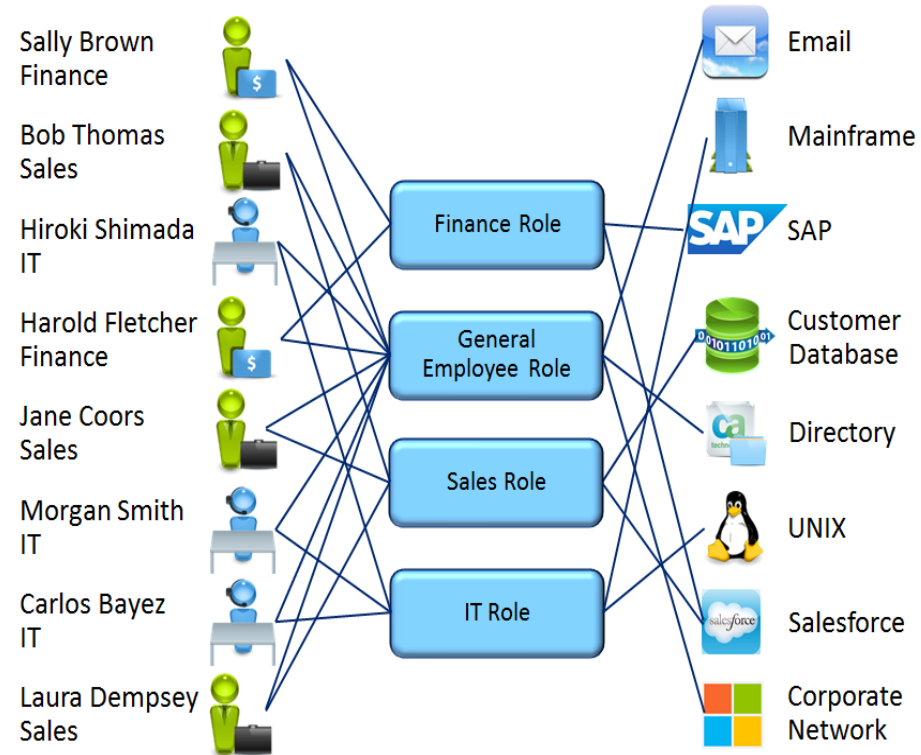 Sally Brown
Finance
Bob Thomas
Sales
Hiroki Shimada
IT
Harold Fletcher
Finance
Jane Coors
Sales
Morgan Smith
IT
Carlos Bayez
IT
Laura Dempsey
Sales
$
$
Finance Role
General
Employee Role
Sales Role
IT Role
Email
Mainframe
SAP
SAP
Customer
Database
Directory
ca
UNIX
salesforce
Salesforce
Corporate
Network